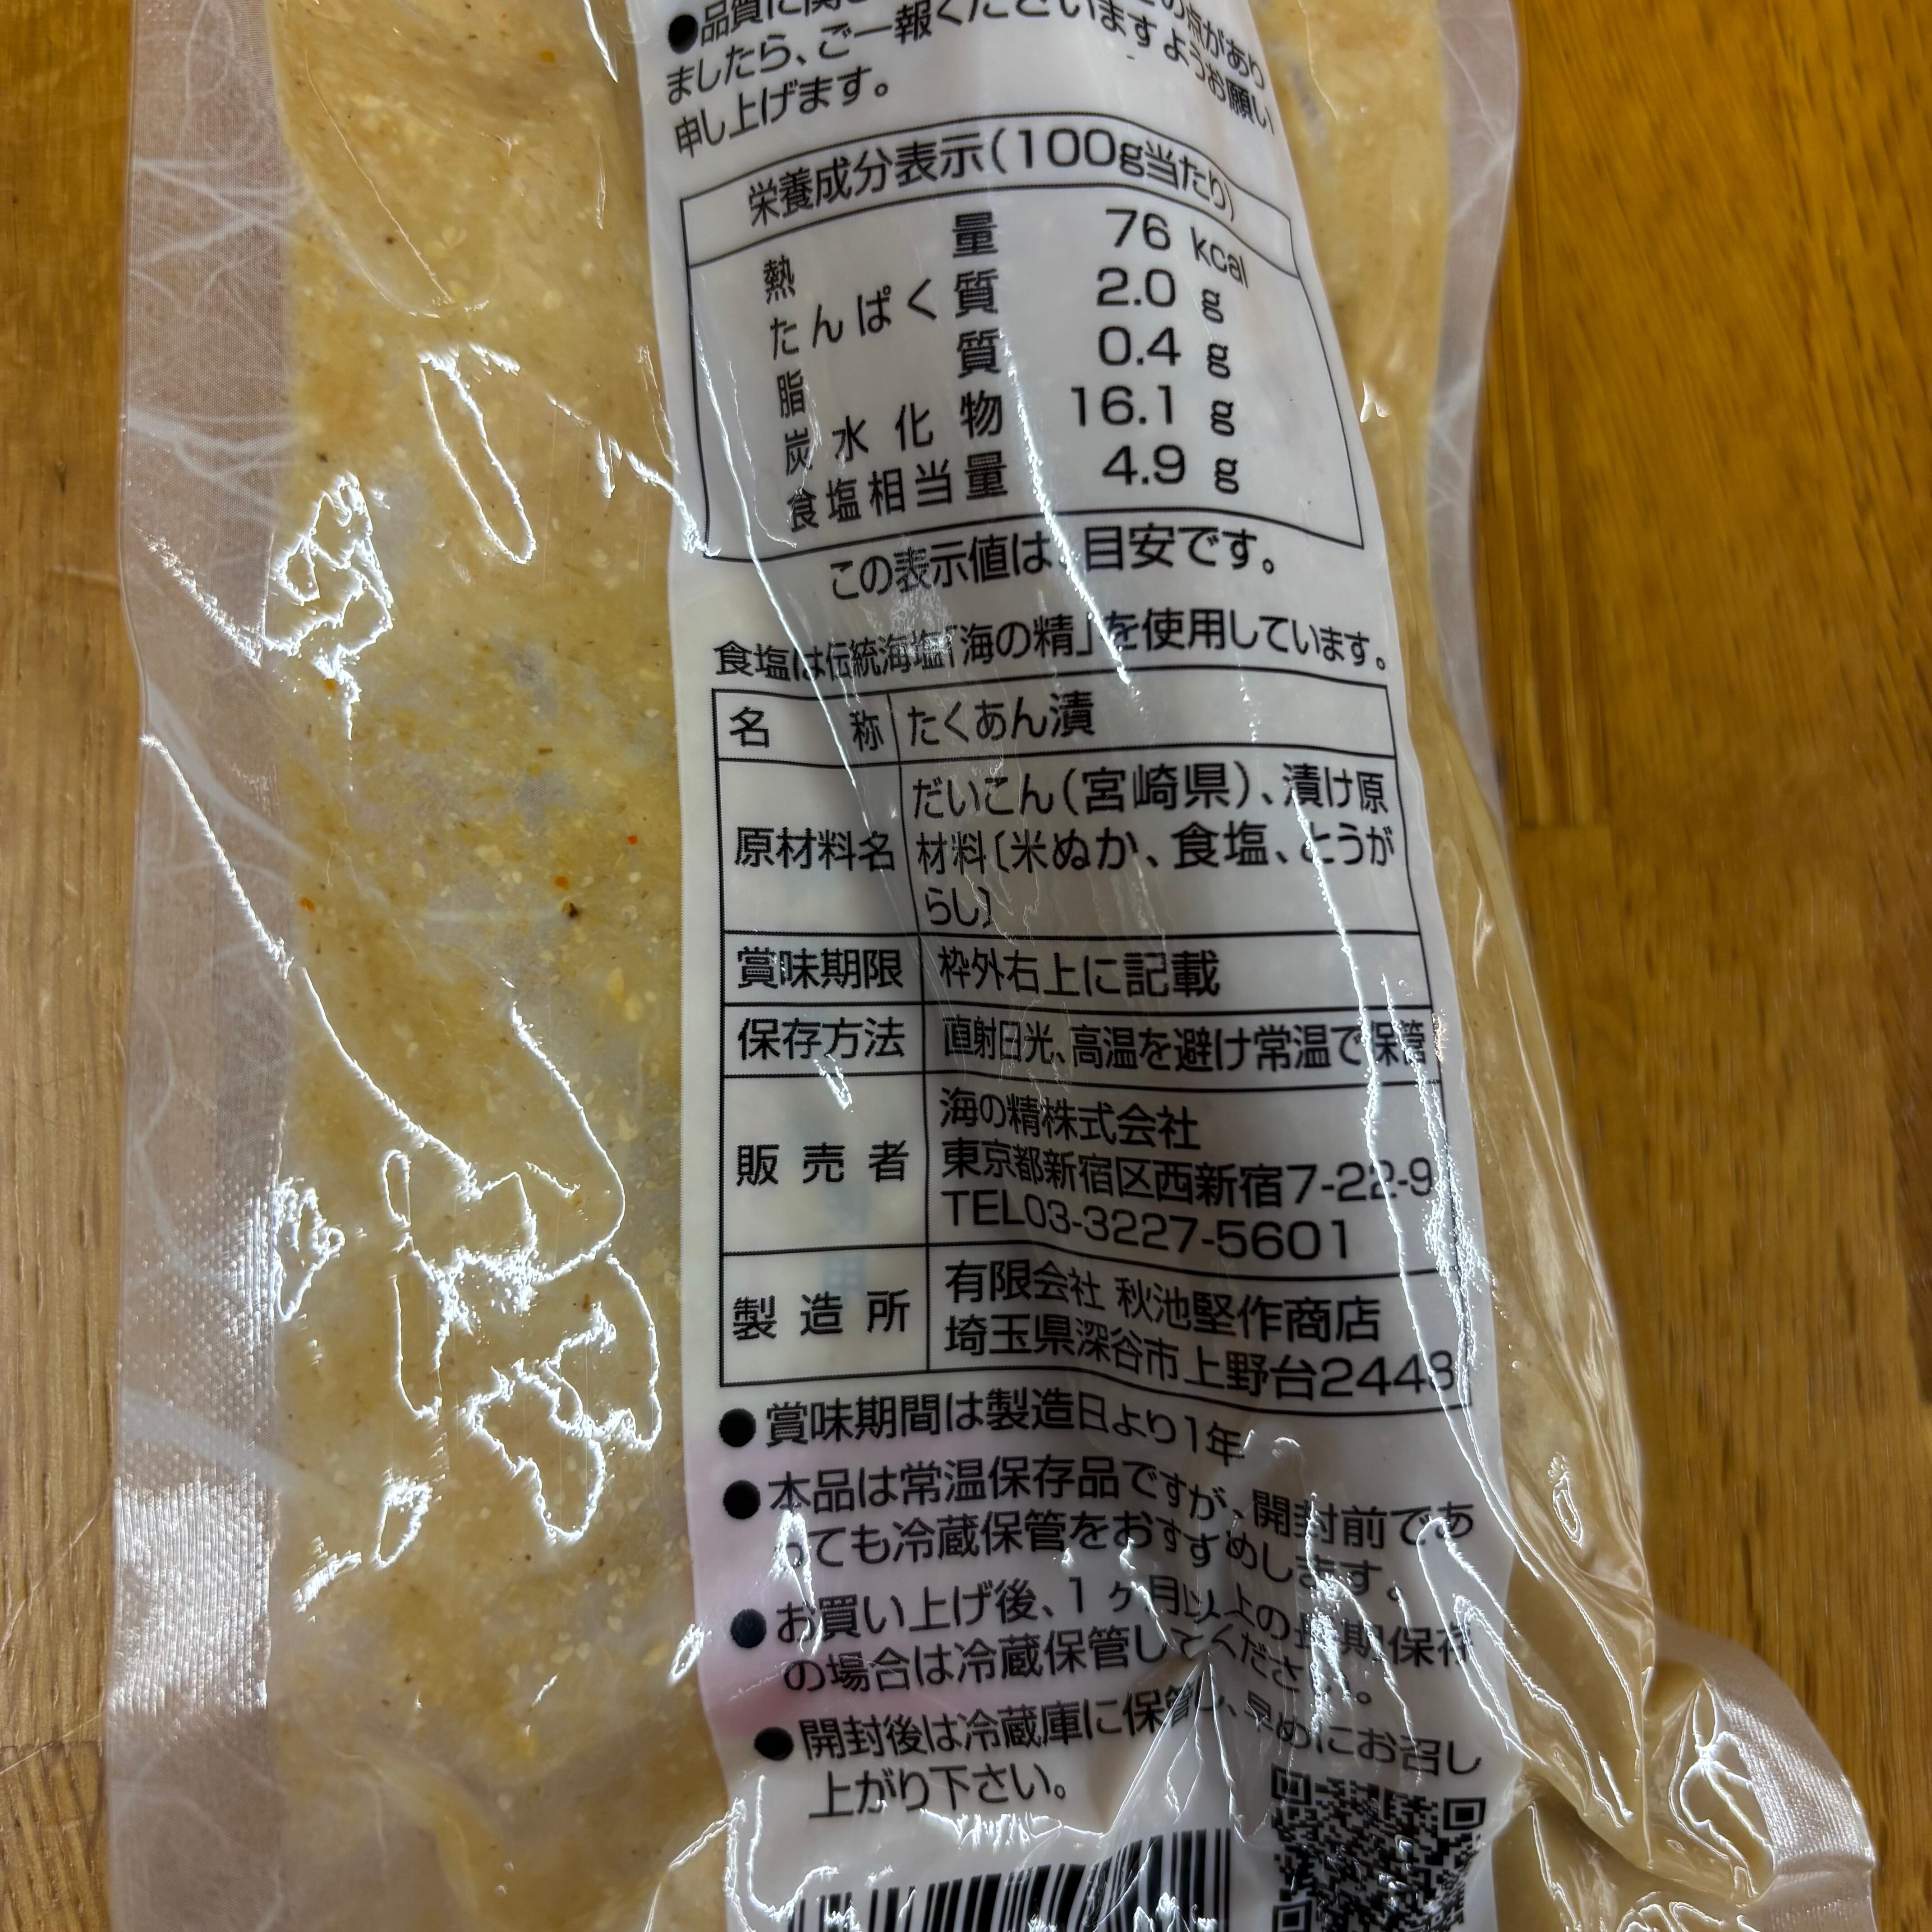 ●品質に関
の点があり
ましたら、ご一報くださいますようお願い
申し上げます。
栄養成分表示(100g当たり)
熱量 76 kcal
たんぱく質 2.0 g
脂質 0.4 g
炭水化物 16.1 g
食塩相当量 4.9 g
この表示値は、目安です。
食塩は伝統海塩「海の精」を使用しています。
名称 たくあん漬
原材料名 だいこん(宮崎県)、漬け原
材料〔米ぬか、食塩、とうが
らし〕
賞味期限 枠外右上に記載
保存方法 直射日光、高温を避け常温で保管
販売者 海の精株式会社
東京都新宿区西新宿7-22-9
TEL03-3227-5601
製造所 有限会社 秋池堅作商店
埼玉県深谷市上野台2448
●賞味期間は製造日より1年
●本品は常温保存品ですが、開封前であ
っても冷蔵保管をおすすめします。
●お買い上げ後、1ヶ月以上の長期保存
の場合は冷蔵保管してください。
●開封後は冷蔵庫に保管し、早めにお召し
上がり下さい。